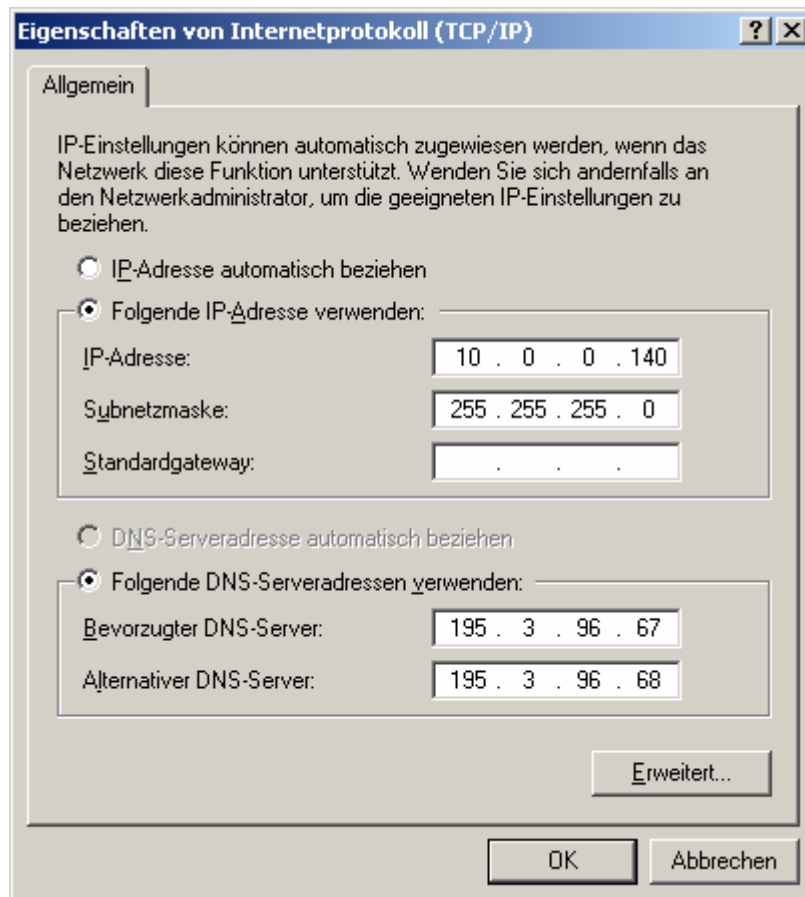 Eigenschaften von Internetprotokoll (TCP/IP)
Allgemein
IP-Einstellungen können automatisch zugewiesen werden, wenn das
Netzwerk diese Funktion unterstützt. Wenden Sie sich andernfalls an
den Netzwerkadministrator, um die geeigneten IP-Einstellungen zu
beziehen.
IP-Adresse automatisch beziehen
Folgende IP-Adresse verwenden:
IP-Adresse: 10 . 0 . 0 . 140
Subnetzmaske: 255 . 255 . 255 . 0
Standardgateway: . . .
DNS-Serveradresse automatisch beziehen
Folgende DNS-Serveradressen verwenden:
Bevorzugter DNS-Server: 195 . 3 . 96 . 67
Alternativer DNS-Server: 195 . 3 . 96 . 68
Erweitert...
OK Abbrechen